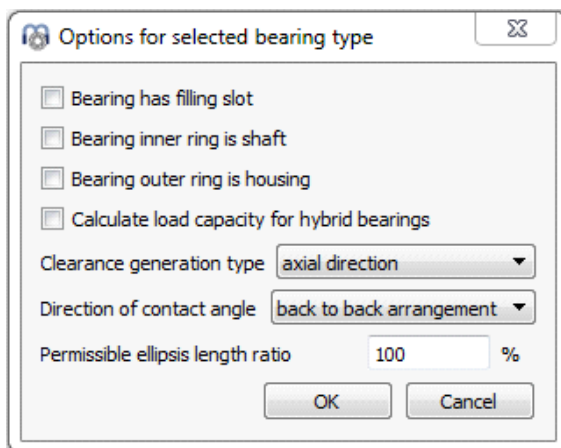 Options for selected bearing type
Bearing has filling slot
Bearing inner ring is shaft
Bearing outer ring is housing
Calculate load capacity for hybrid bearings
Clearance generation type axial direction
Direction of contact angle back to back arrangement
Permissible ellipsis length ratio 100 %
OK Cancel